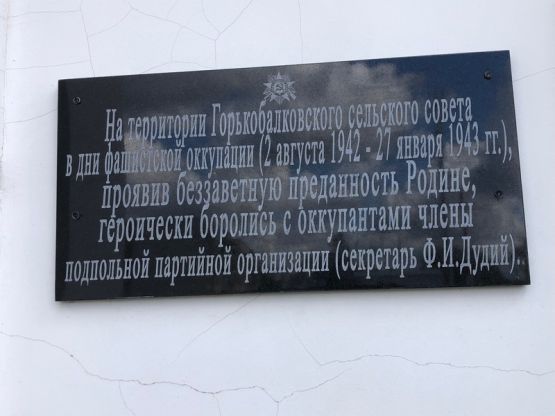 На территории Горькобалковского сельского совета
в дни фашистской оккупации (2 августа 1942 - 27 января 1943 гг.),
проявив беззаветную преданность Родине,
героически боролись с оккупантами члены
подпольной партийной организации (секретарь Ф.И.Дудий).